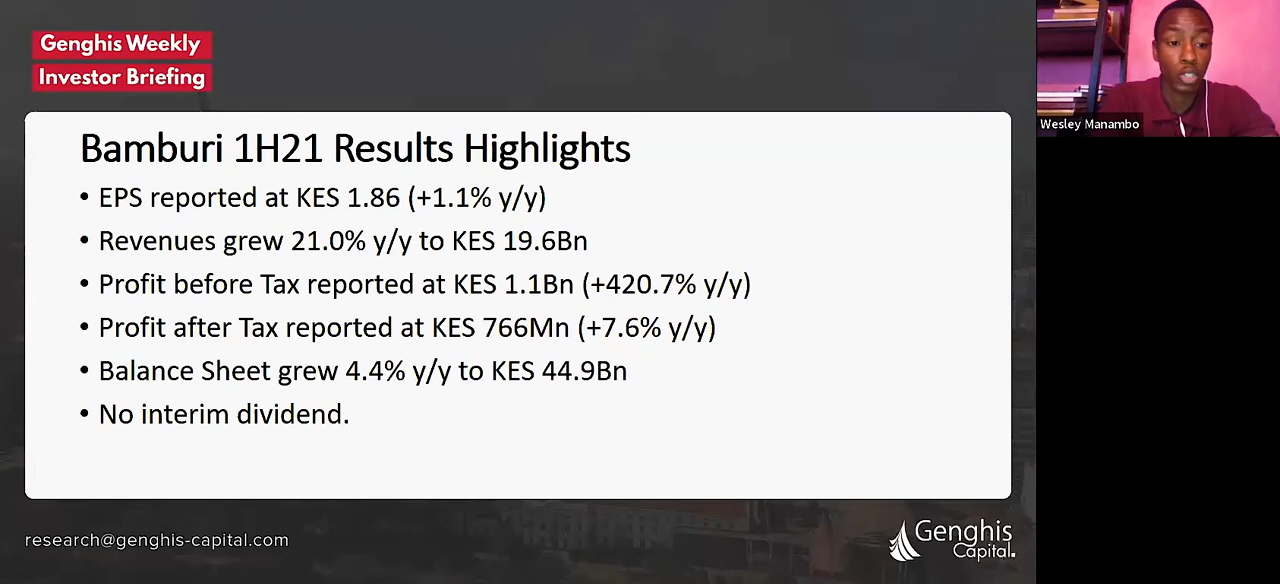 Genghis Weekly
Investor Briefing
Wesley Manambo
Bamburi 1H21 Results Highlights
• EPS reported at KES 1.86 (+1.1% y/y)
• Revenues grew 21.0% y/y to KES 19.6Bn
• Profit before Tax reported at KES 1.1Bn (+420.7% y/y)
• Profit after Tax reported at KES 766Mn (+7.6% y/y)
• Balance Sheet grew 4.4% y/y to KES 44.9Bn
• No interim dividend.
research@genghis-capital.com
Genghis
Capital.